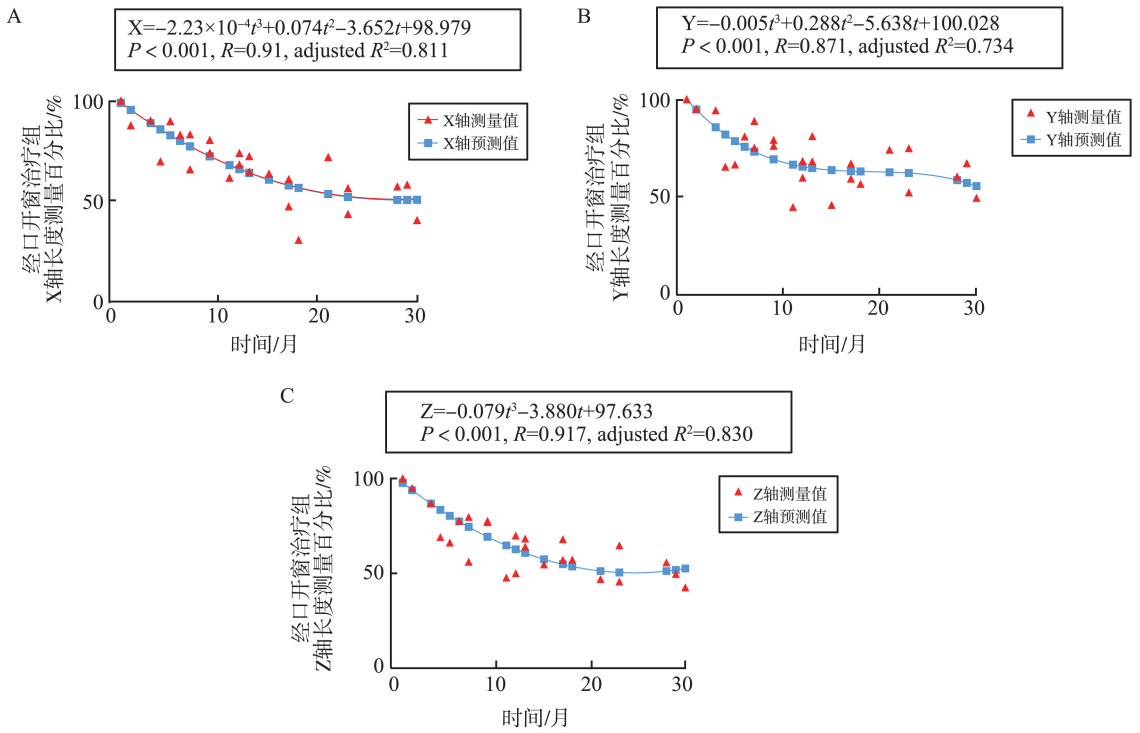 A
X=−2.23×10⁻⁴t³+0.074t²−3.652t+98.979
P < 0.001, R=0.91, adjusted R²=0.811
经口开窗治疗组
X轴长度测量百分比/%
100
50
0
0
10
20
30
时间/月
X轴测量值
X轴预测值
B
Y=−0.005t³+0.288t²−5.638t+100.028
P < 0.001, R=0.871, adjusted R²=0.734
经口开窗治疗组
Y轴长度测量百分比/%
100
50
0
0
10
20
30
时间/月
Y轴测量值
Y轴预测值
C
Z=−0.079t³−3.880t+97.633
P < 0.001, R=0.917, adjusted R²=0.830
经口开窗治疗组
Z轴长度测量百分比/%
100
50
0
0
10
20
30
时间/月
Z轴测量值
Z轴预测值